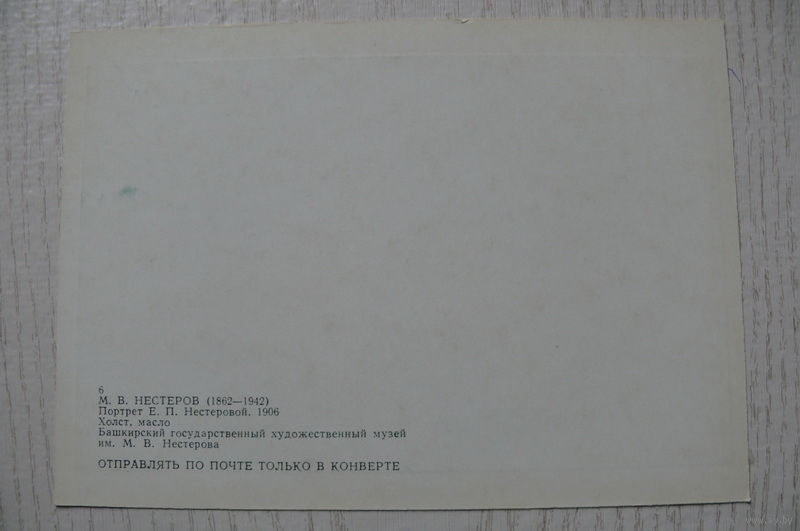 6
М. В. НЕСТЕРОВ (1862—1942)
Портрет Е. П. Нестеровой. 1906
Холст, масло
Башкирский государственный художественный музей
им. М. В. Нестерова
ОТПРАВЛЯТЬ ПО ПОЧТЕ ТОЛЬКО В КОНВЕРТЕ